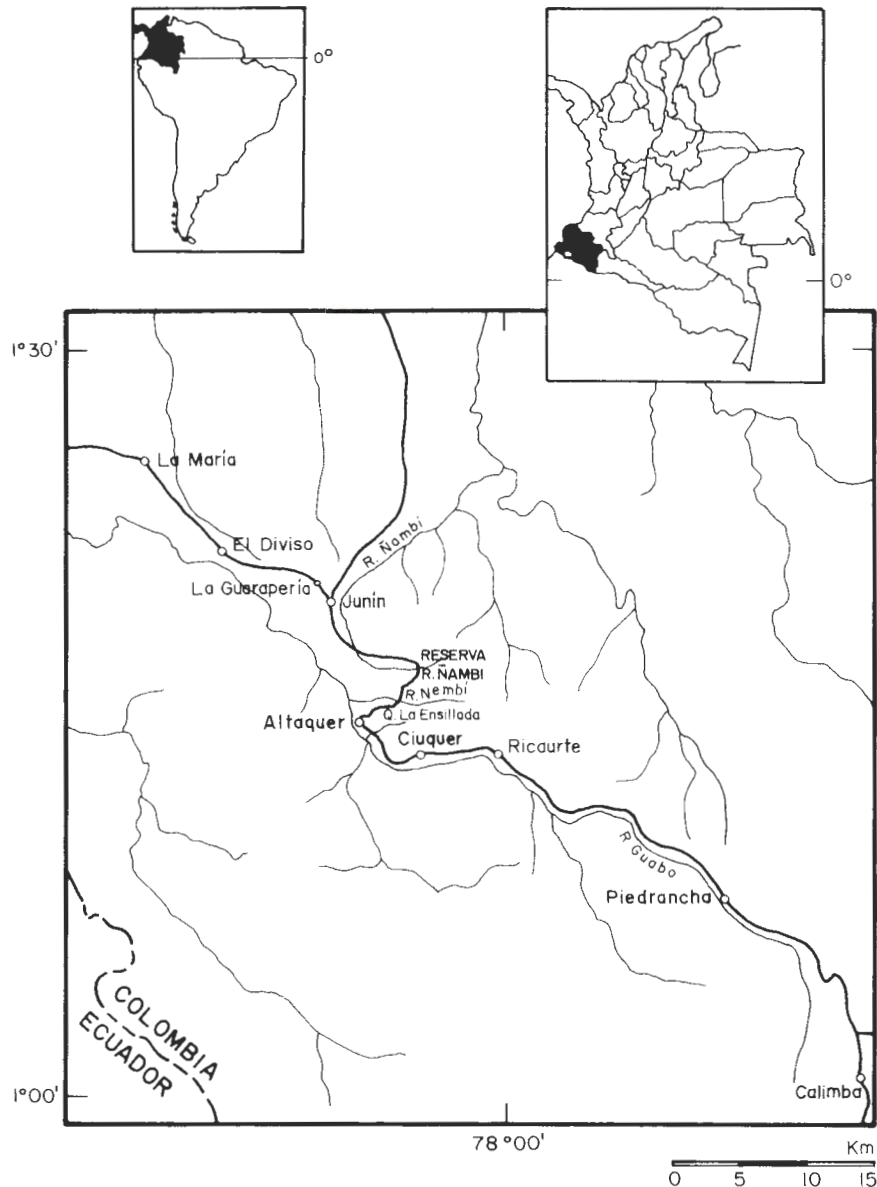 0°
0°
1°30'
La María
El Diviso
R. Ñambi
La Guarapería
Junín
RESERVA
R. ÑAMBI
R. Nembí
Q. La Ensillada
Altaquer
Ciuquer
Ricaurte
R Guabo
Piedrancha
COLOMBIA
ECUADOR
1°00'
Calimba
78°00'
Km
0 5 10 15